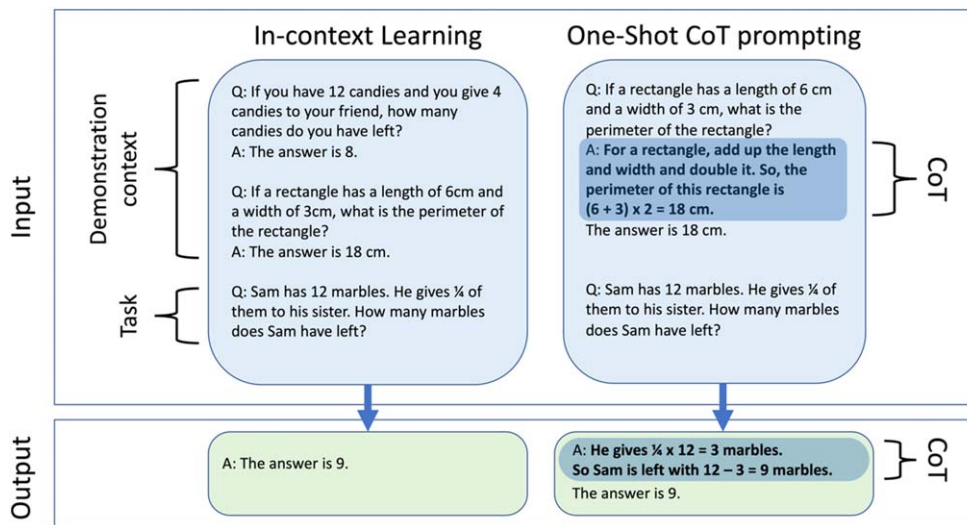 In-context Learning
One-Shot CoT prompting
Input
Demonstration
context
Q: If you have 12 candies and you give 4
candies to your friend, how many
candies do you have left?
A: The answer is 8.
Q: If a rectangle has a length of 6cm and
a width of 3cm, what is the perimeter of
the rectangle?
A: The answer is 18 cm.
Task
Q: Sam has 12 marbles. He gives ¼ of
them to his sister. How many marbles
does Sam have left?
Q: If a rectangle has a length of 6 cm
and a width of 3 cm, what is the
perimeter of the rectangle?
A: For a rectangle, add up the length
and width and double it. So, the
perimeter of this rectangle is
(6 + 3) x 2 = 18 cm.
The answer is 18 cm.
CoT
Q: Sam has 12 marbles. He gives ¼ of
them to his sister. How many marbles
does Sam have left?
Output
A: The answer is 9.
A: He gives ¼ x 12 = 3 marbles.
So Sam is left with 12 – 3 = 9 marbles.
The answer is 9.
CoT